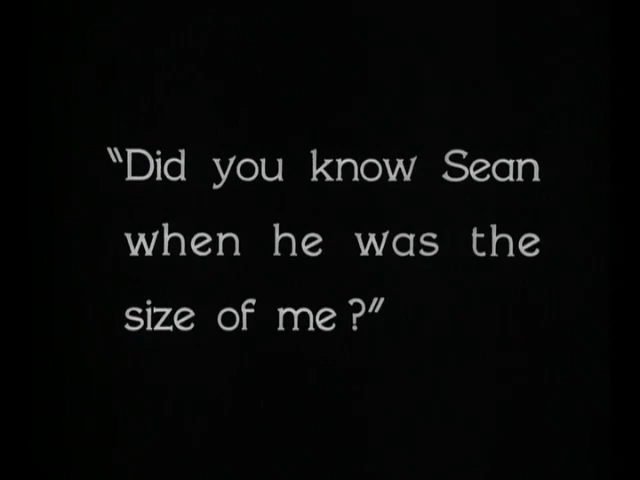 "Did you know Sean
when he was the
size of me?"